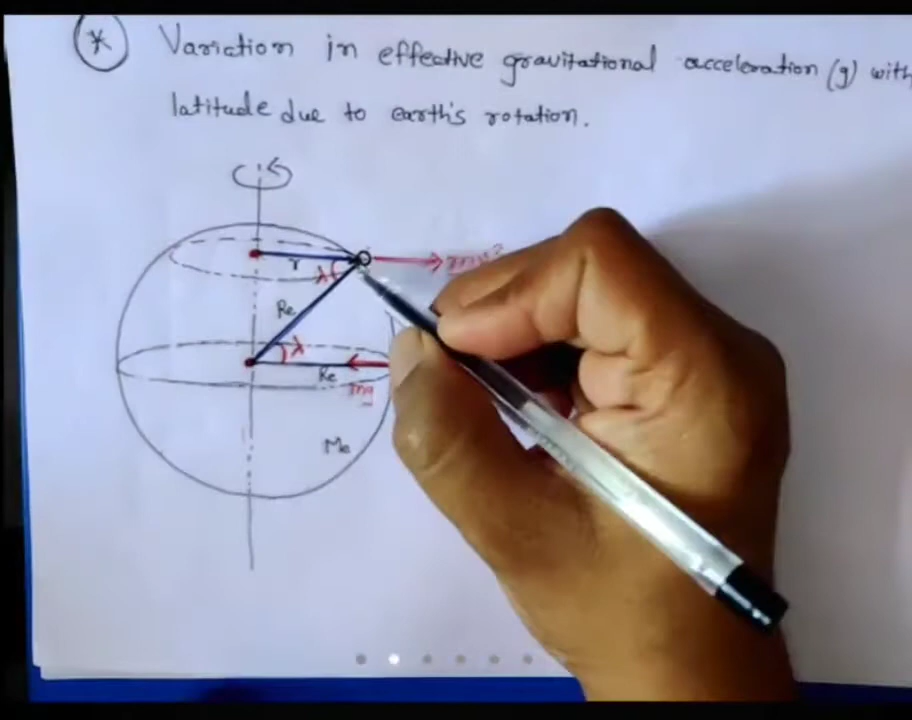 * Variation in effective gravitational acceleration (g) with
latitude due to earth's rotation.
r
λ
Re
λ
Re
mg
Me